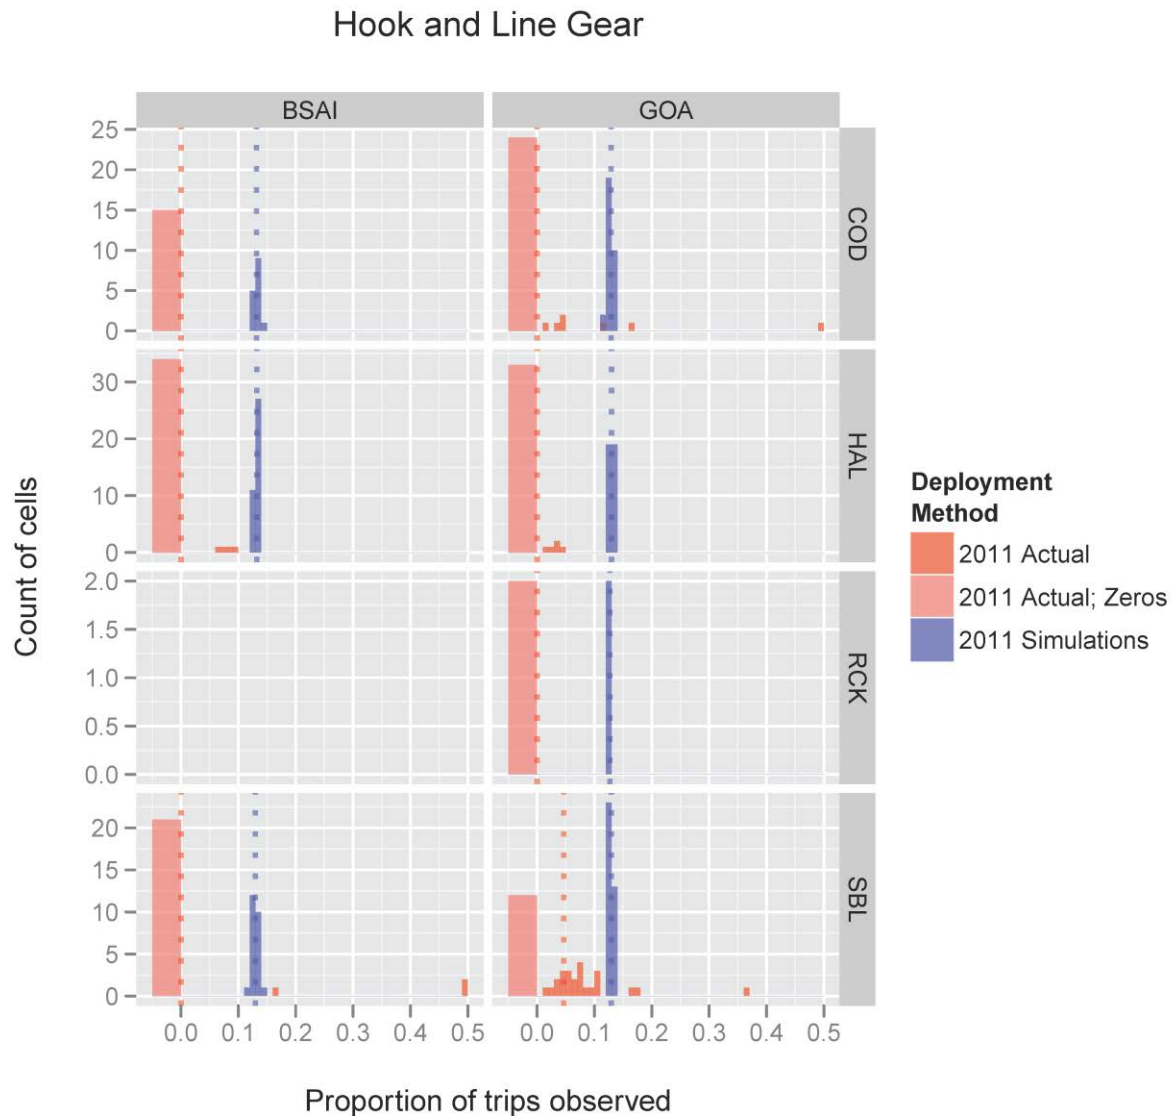 Hook and Line Gear
BSAI
GOA
25
20
15
10
5
0
COD
30
20
10
0
HAL
2.0
1.5
1.0
0.5
0.0
RCK
20
15
10
5
0
SBL
0.0 0.1 0.2 0.3 0.4 0.5
0.0 0.1 0.2 0.3 0.4 0.5
Count of cells
Proportion of trips observed
Deployment
Method
2011 Actual
2011 Actual; Zeros
2011 Simulations